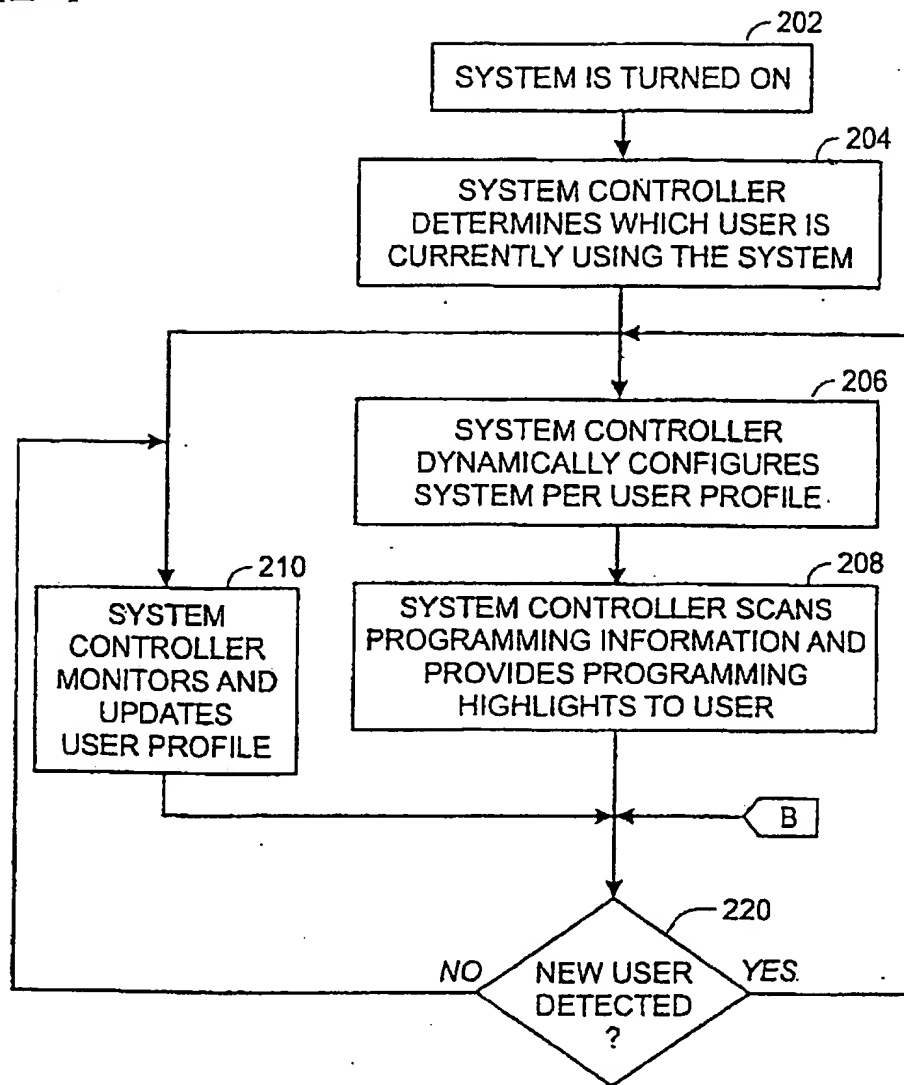 202
SYSTEM IS TURNED ON
204
SYSTEM CONTROLLER
DETERMINES WHICH USER IS
CURRENTLY USING THE SYSTEM
206
SYSTEM CONTROLLER
DYNAMICALLY CONFIGURES
SYSTEM PER USER PROFILE
210
SYSTEM
CONTROLLER
MONITORS AND
UPDATES
USER PROFILE
208
SYSTEM CONTROLLER SCANS
PROGRAMMING INFORMATION AND
PROVIDES PROGRAMMING
HIGHLIGHTS TO USER
B
220
NO
NEW USER
DETECTED
?
YES